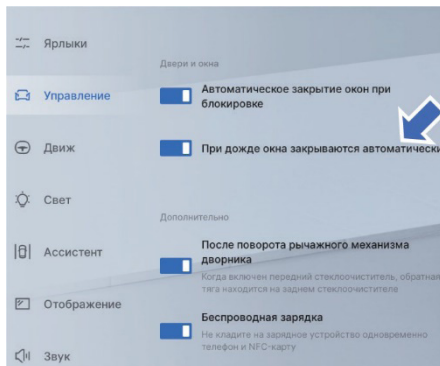 Ярлыки
Управление
Движ
Свет
Ассистент
Отображение
Звук
Двери и окна
Автоматическое закрытие окон при
блокировке
При дожде окна закрываются автоматически
Дополнительно
После поворота рычажного механизма
дворника
Когда включен передний стеклоочиститель, обратная
тяга находится на заднем стеклоочистителе
Беспроводная зарядка
Не кладите на зарядное устройство одновременно
телефон и NFC-карту